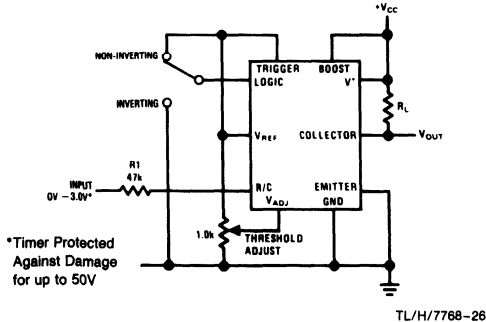 +VCC
NON-INVERTING
TRIGGER
BOOST
LOGIC
V+
RL
INVERTING
VREF
COLLECTOR
VOUT
R1
47k
INPUT
0V –3.0V*
R/C
EMITTER
VADJ
GND
1.0k
THRESHOLD
ADJUST
*Timer Protected
Against Damage
for up to 50V
TL/H/7768–26